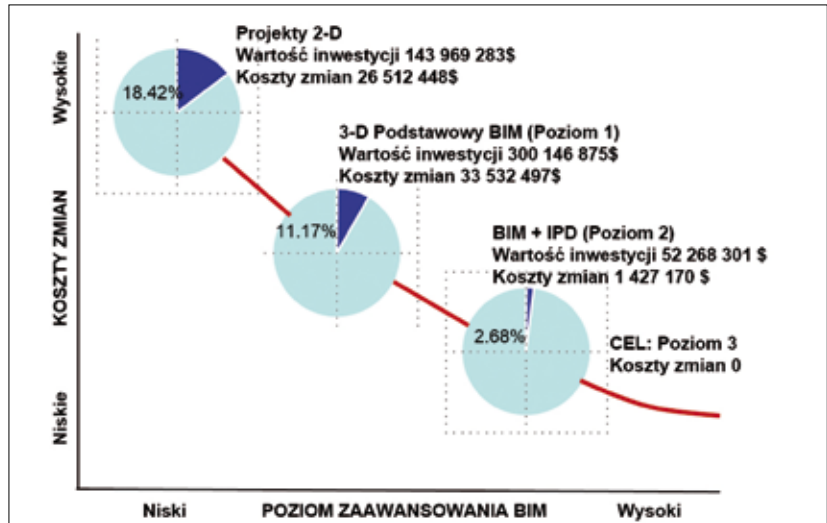 Projekty 2-D
Wartość inwestycji 143 969 283$
Koszty zmian 26 512 448$
18.42%
3-D Podstawowy BIM (Poziom 1)
Wartość inwestycji 300 146 875$
Koszty zmian 33 532 497$
11.17%
BIM + IPD (Poziom 2)
Wartość inwestycji 52 268 301 $
Koszty zmian 1 427 170 $
2.68%
CEL: Poziom 3
Koszty zmian 0
Wysokie
KOSZTY ZMIAN
Niskie
Niski POZIOM ZAAWANSOWANIA BIM Wysoki